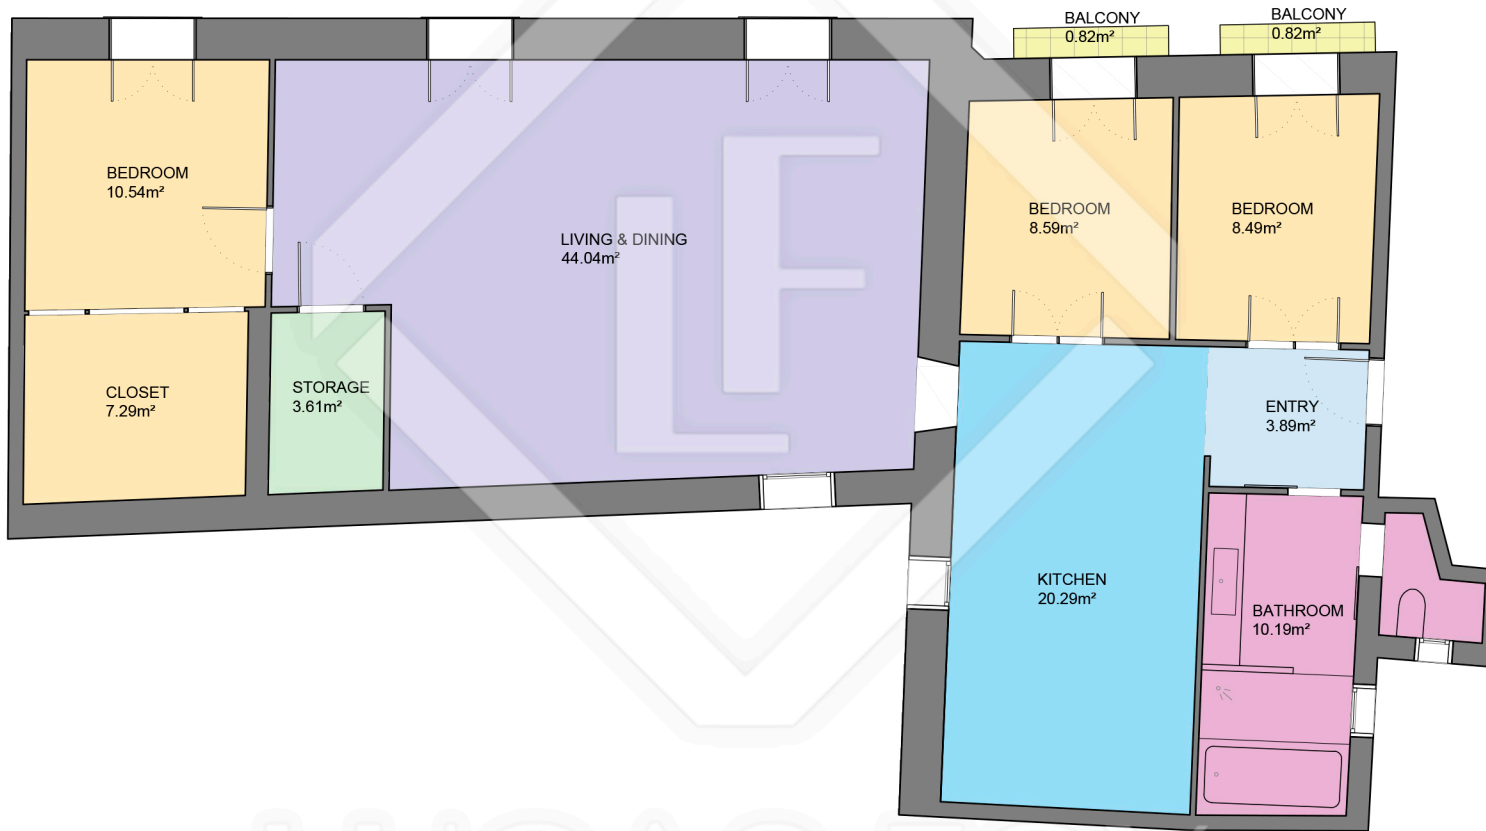 BALCONY
0.82m²
BALCONY
0.82m²
BEDROOM
10.54m²
LIVING & DINING
44.04m²
BEDROOM
8.59m²
BEDROOM
8.49m²
CLOSET
7.29m²
STORAGE
3.61m²
ENTRY
3.89m²
KITCHEN
20.29m²
BATHROOM
10.19m²
LF